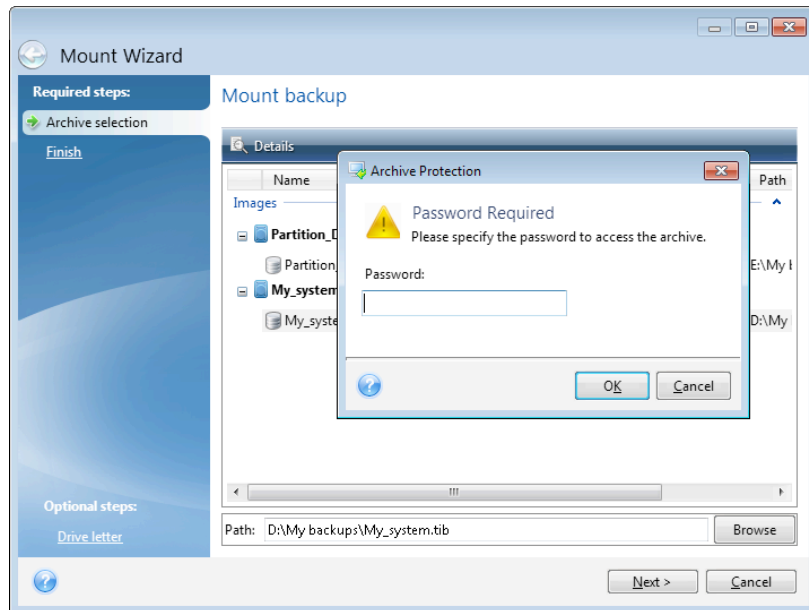 Mount Wizard
Required steps:
Archive selection
Finish
Optional steps:
Drive letter
Mount backup
Details
Name
Path
Images
Partition_D
Partition_
E:\My b
My_system
My_syste
D:\My
Archive Protection
Password Required
Please specify the password to access the archive.
Password:
OK
Cancel
Path: D:\My backups\My_system.tib
Browse
Next >
Cancel